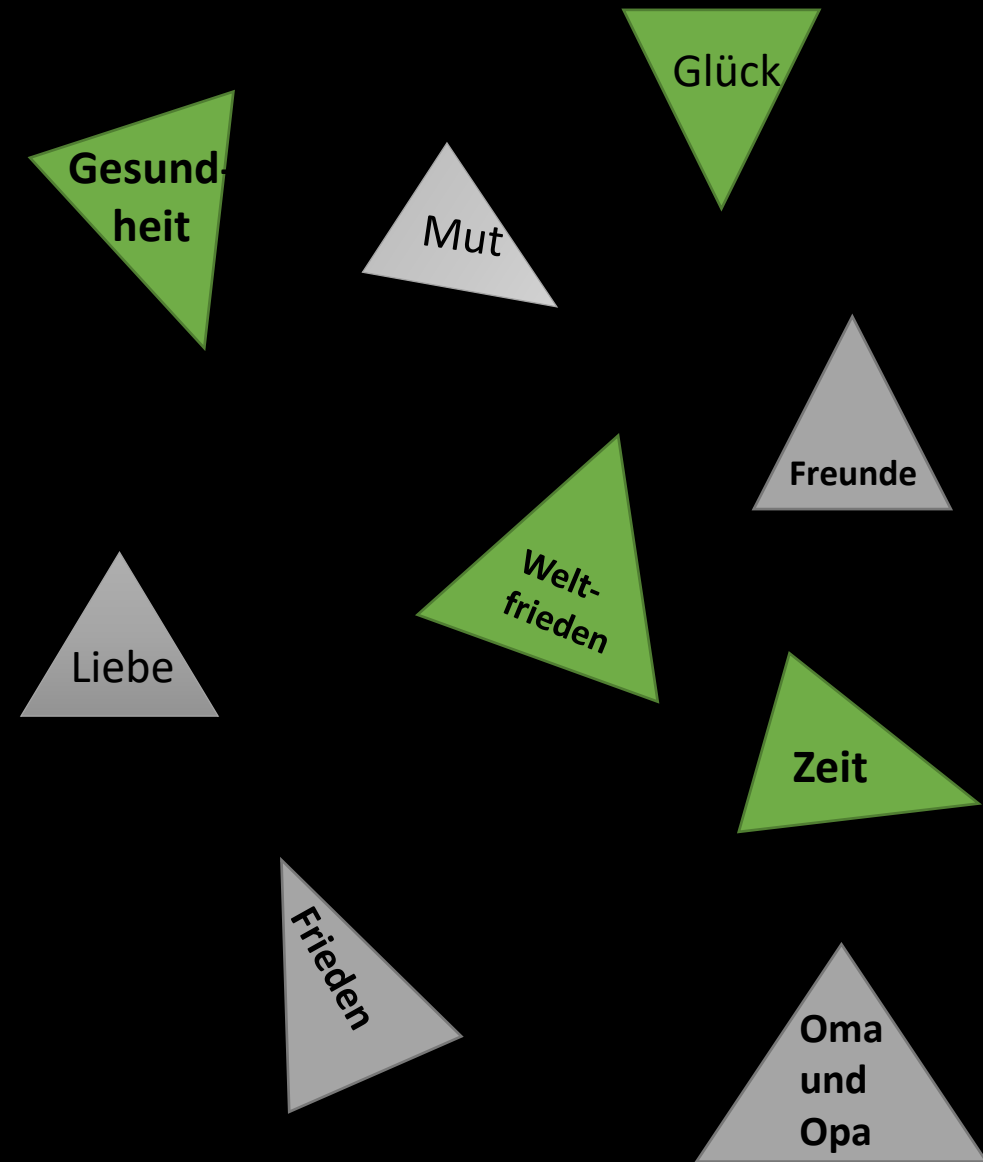 Glück
Gesund-
heit
Mut
Freunde
Welt-
frieden
Liebe
Zeit
Frieden
Oma
und
Opa